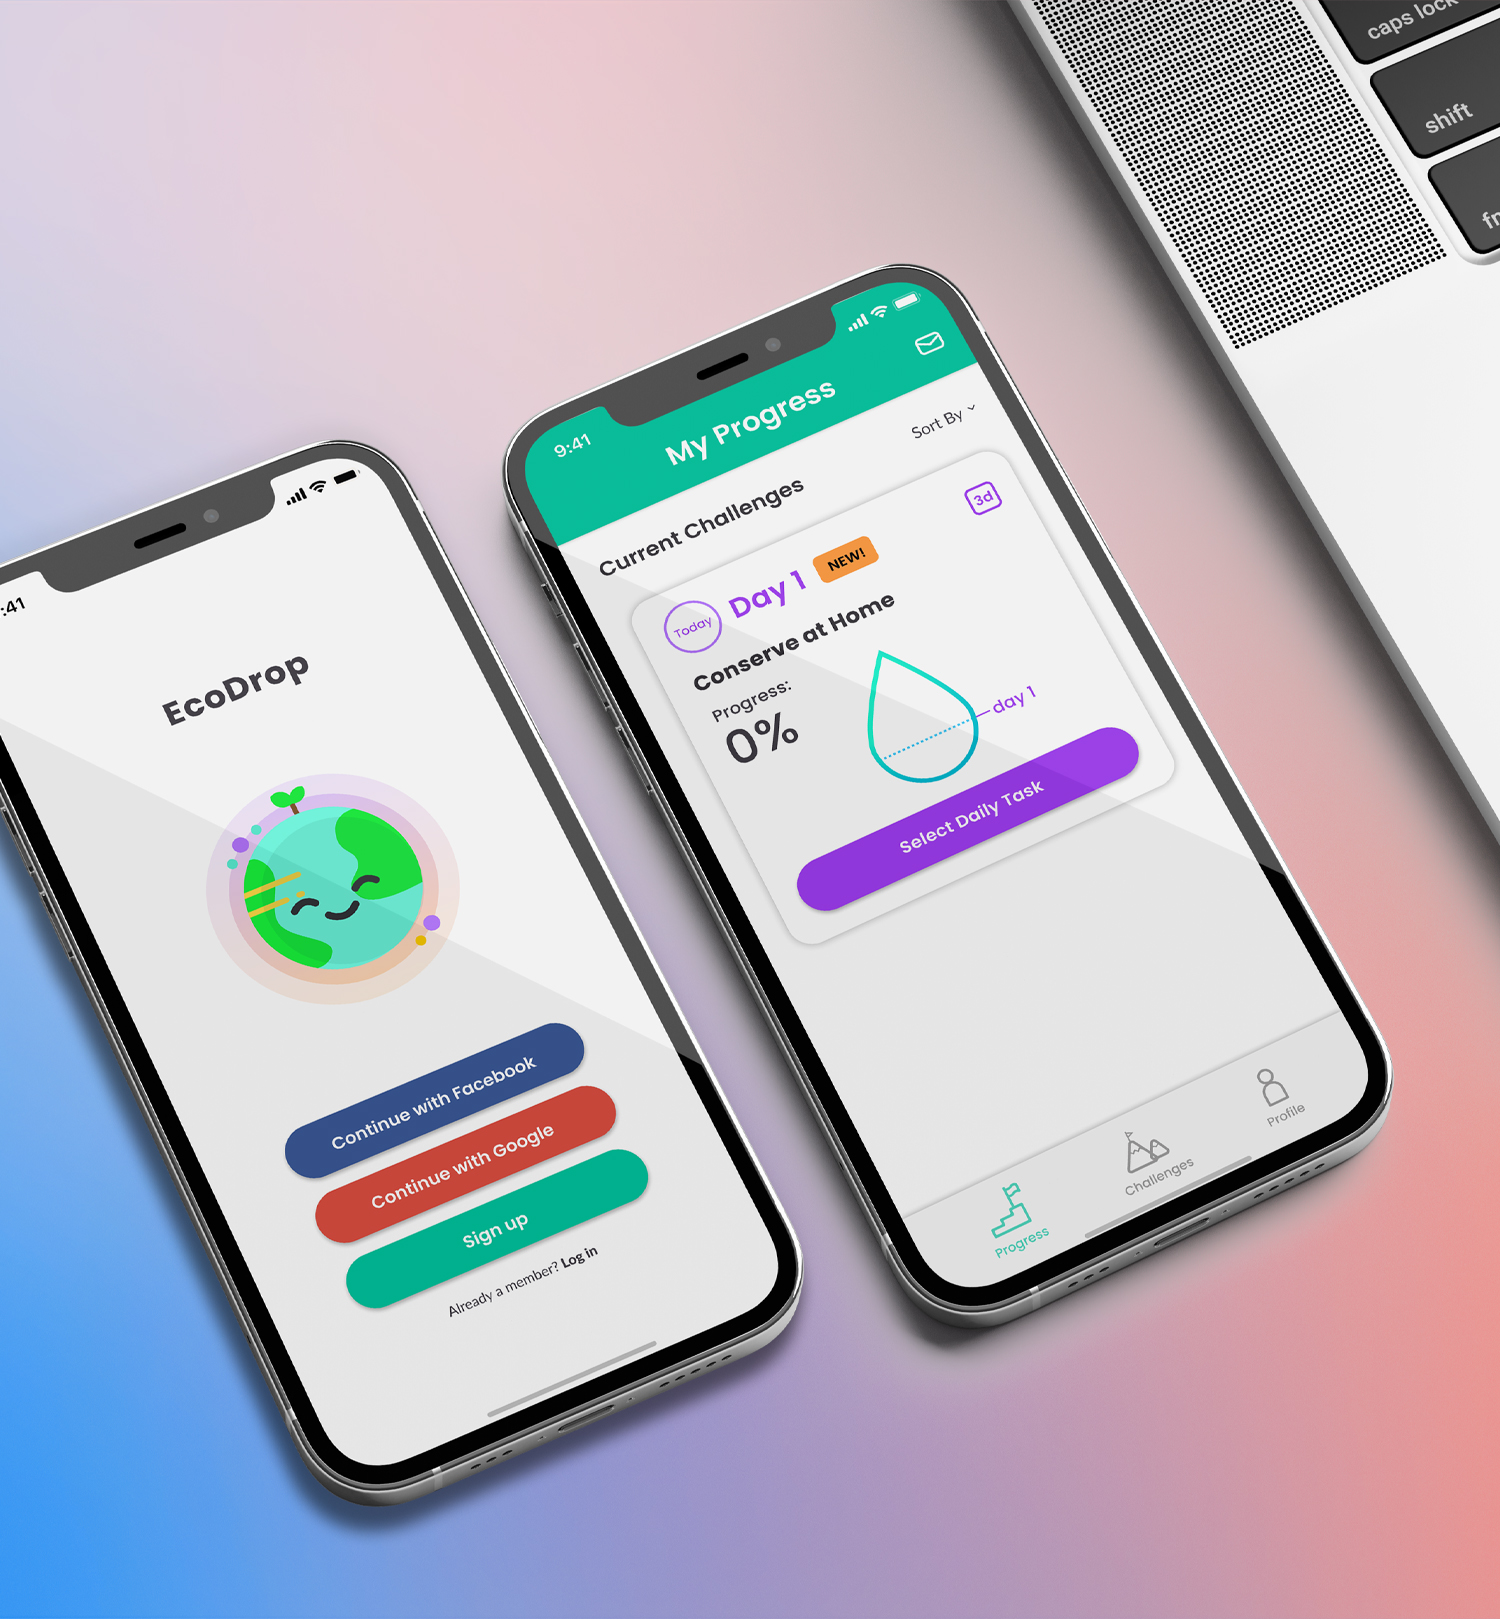 caps lock
shift
9:41
My Progress
Sort By
Current Challenges
3d
Today
Day 1
NEW!
Conserve at Home
Progress:
0%
day 1
Select Daily Task
Progress
Challenges
Profile
:41
EcoDrop
Continue with Facebook
Continue with Google
Sign up
Already a member? Log in